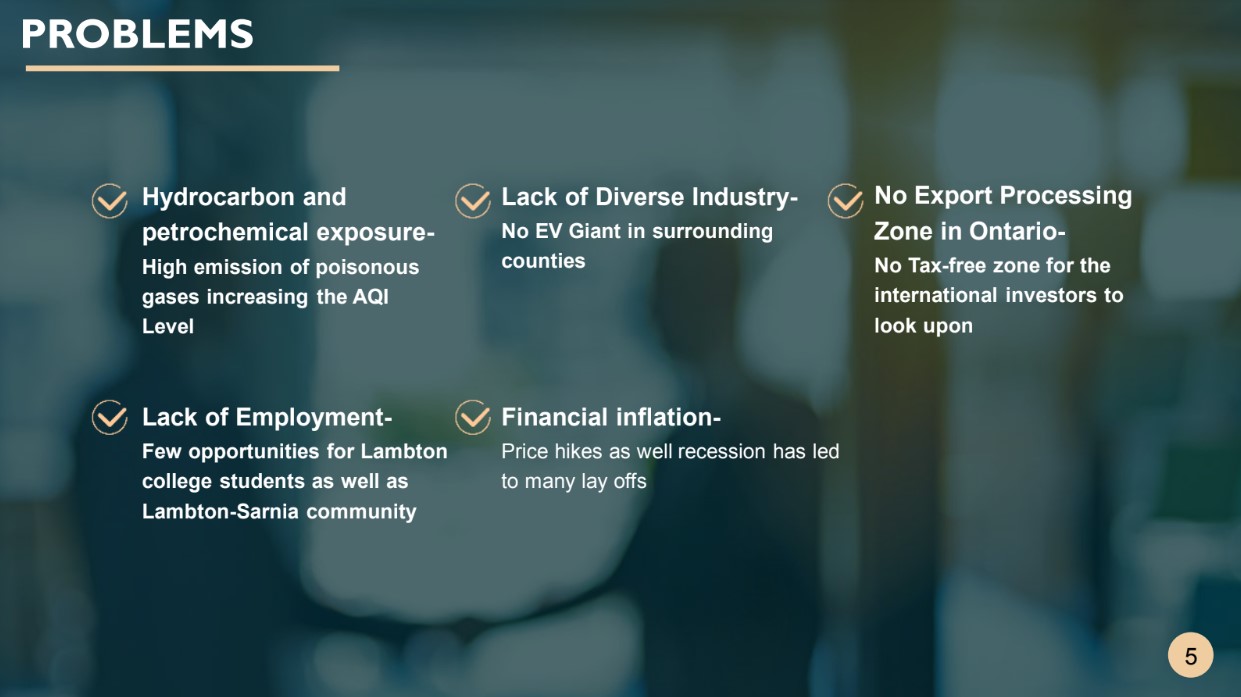 PROBLEMS
Hydrocarbon and
petrochemical exposure-
High emission of poisonous
gases increasing the AQI
Level
Lack of Diverse Industry-
No EV Giant in surrounding
counties
No Export Processing
Zone in Ontario-
No Tax-free zone for the
international investors to
look upon
Lack of Employment-
Few opportunities for Lambton
college students as well as
Lambton-Sarnia community
Financial inflation-
Price hikes as well recession has led
to many lay offs
5